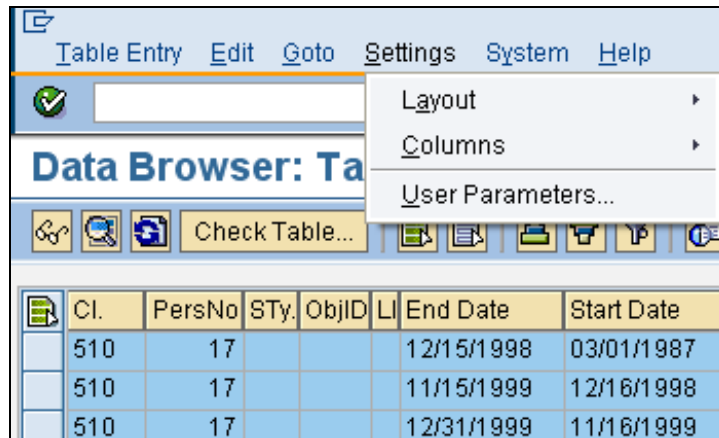 Table Entry Edit Goto Settings System Help
Layout
Columns
User Parameters...
Data Browser: Ta
Check Table...
Cl. PersNo STy. ObjID LI End Date Start Date
510 17 12/15/1998 03/01/1987
510 17 11/15/1999 12/16/1998
510 17 12/31/1999 11/16/1999